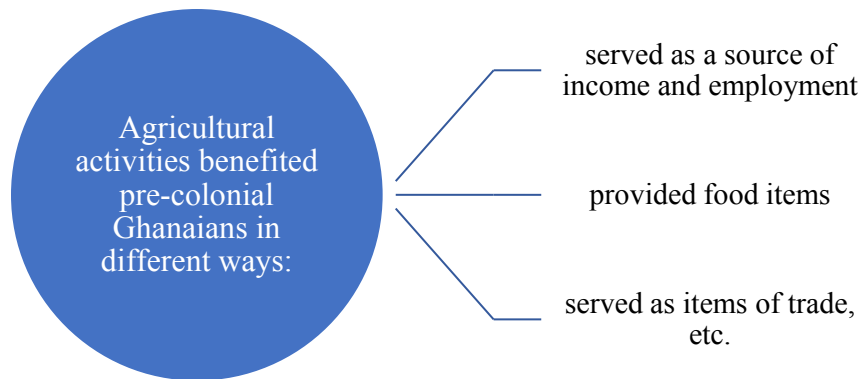 Agricultural
activities benefited
pre-colonial
Ghanaians in
different ways:
served as a source of
income and employment
provided food items
served as items of trade,
etc.